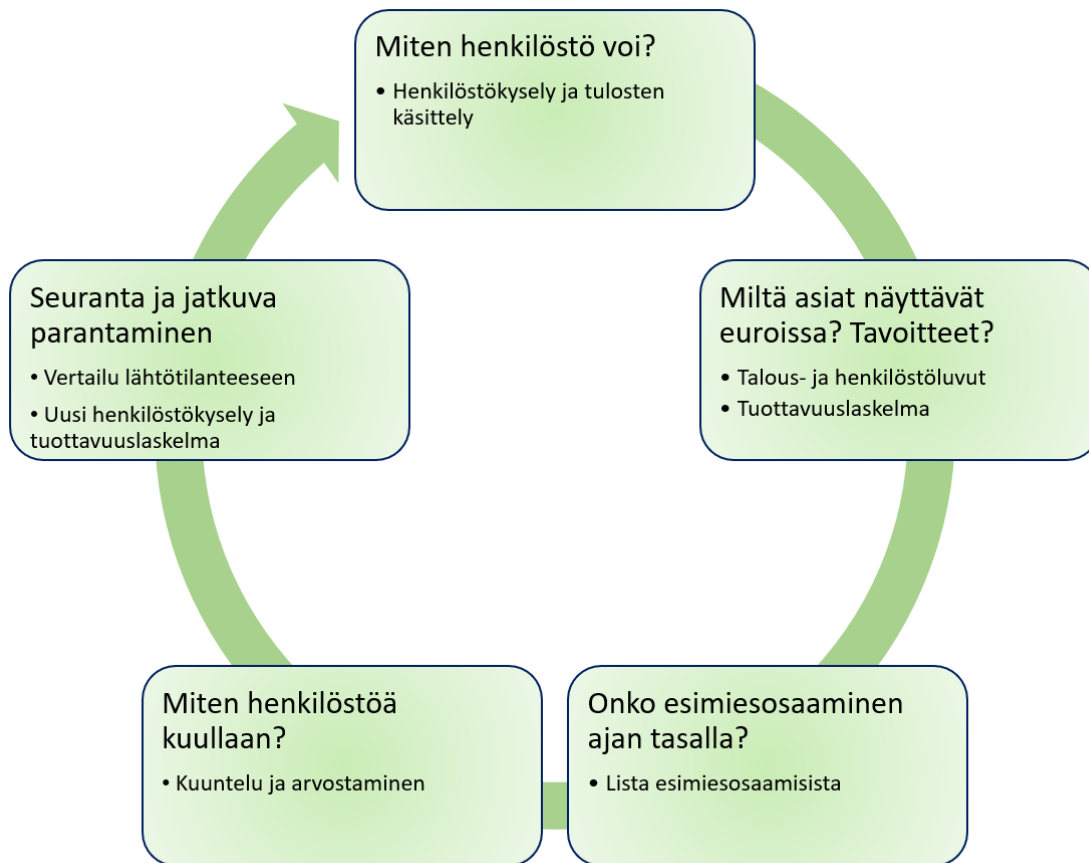 Miten henkilöstö voi?
• Henkilöstökysely ja tulosten
käsittely
Miltä asiat näyttävät
euroissa? Tavoitteet?
• Talous- ja henkilöstöluvut
• Tuottavuuslaskelma
Onko esimiesosaaminen
ajan tasalla?
• Lista esimiesosaamisista
Miten henkilöstöä
kuullaan?
• Kuuntelu ja arvostaminen
Seuranta ja jatkuva
parantaminen
• Vertailu lähtötilanteeseen
• Uusi henkilöstökysely ja
tuottavuuslaskelma